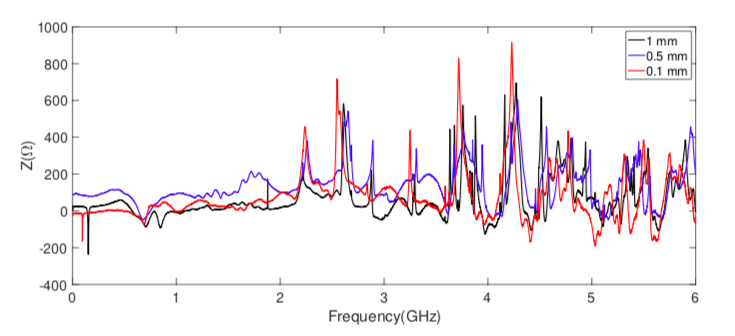 1000
800
600
400
200
0
-200
-400
Z(Ω)
0 1 2 3 4 5 6
Frequency(GHz)
1 mm
0.5 mm
0.1 mm